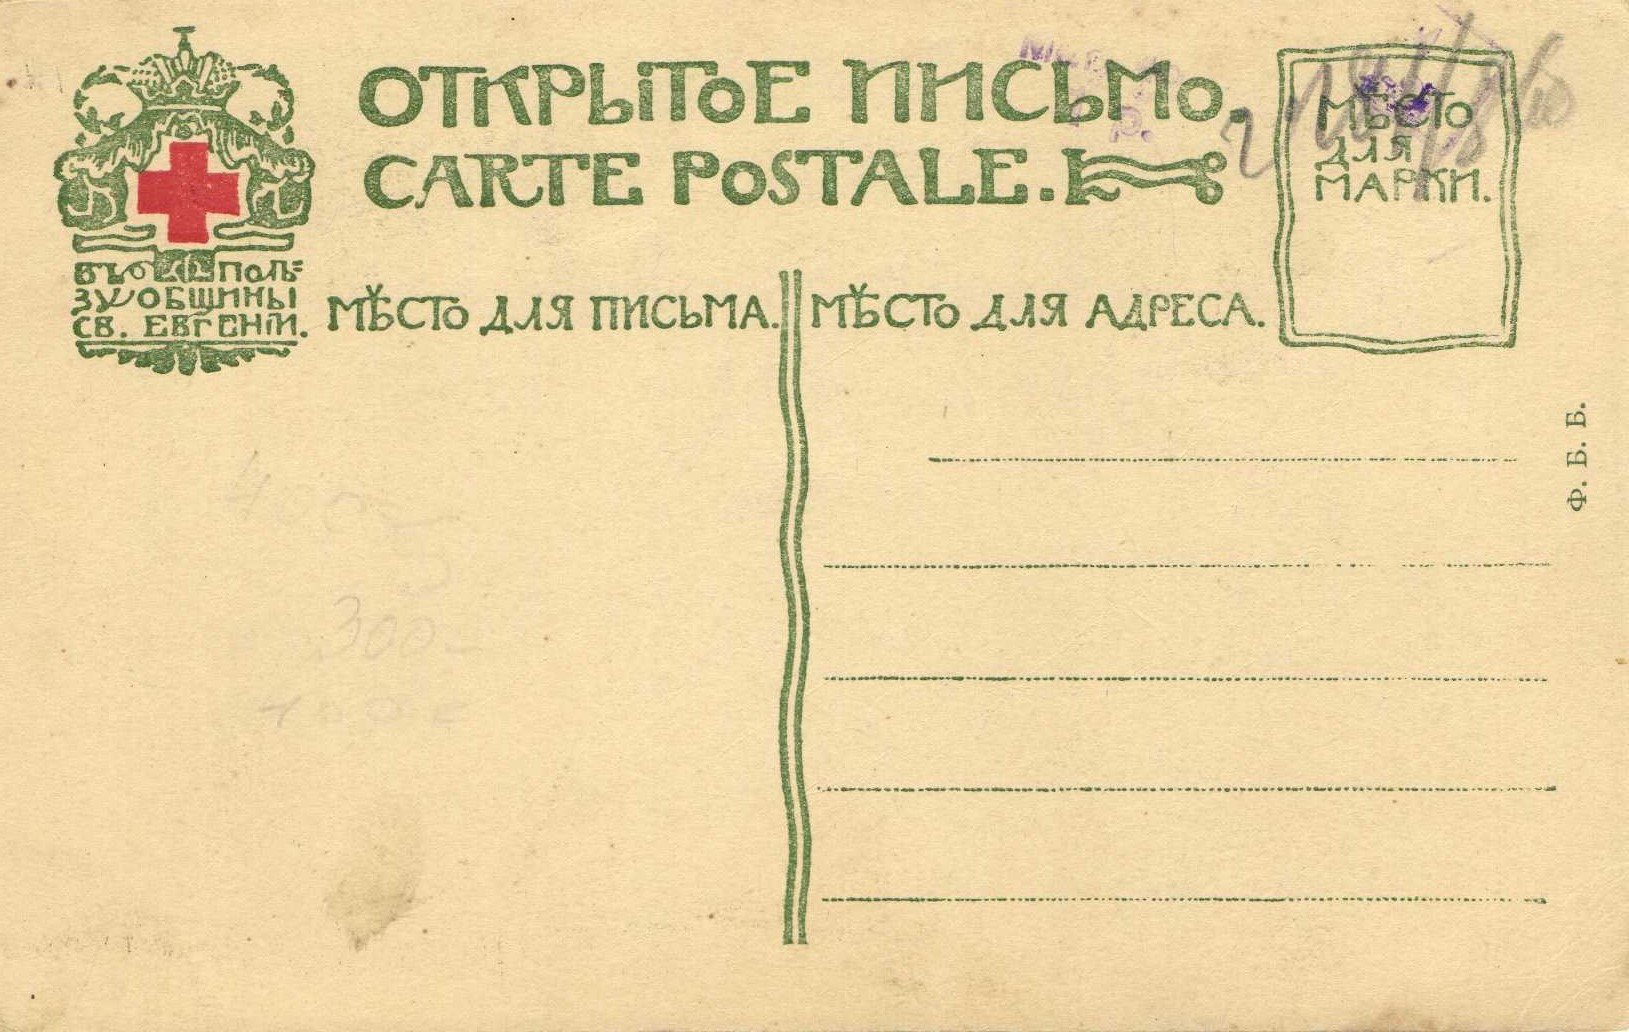 ОТКРЫТОЕ ПИСЬМО.
CARTE POSTALE.
МѢСТО
ДЛЯ
МАРКИ.
ВЪ ПОЛЬ=
ЗУ ОБЩИНЫ
СВ. ЕВГЕНІИ.
МѢСТО ДЛЯ ПИСЬМА.
МѢСТО ДЛЯ АДРЕСА.
Ф. Б. Б.
300-